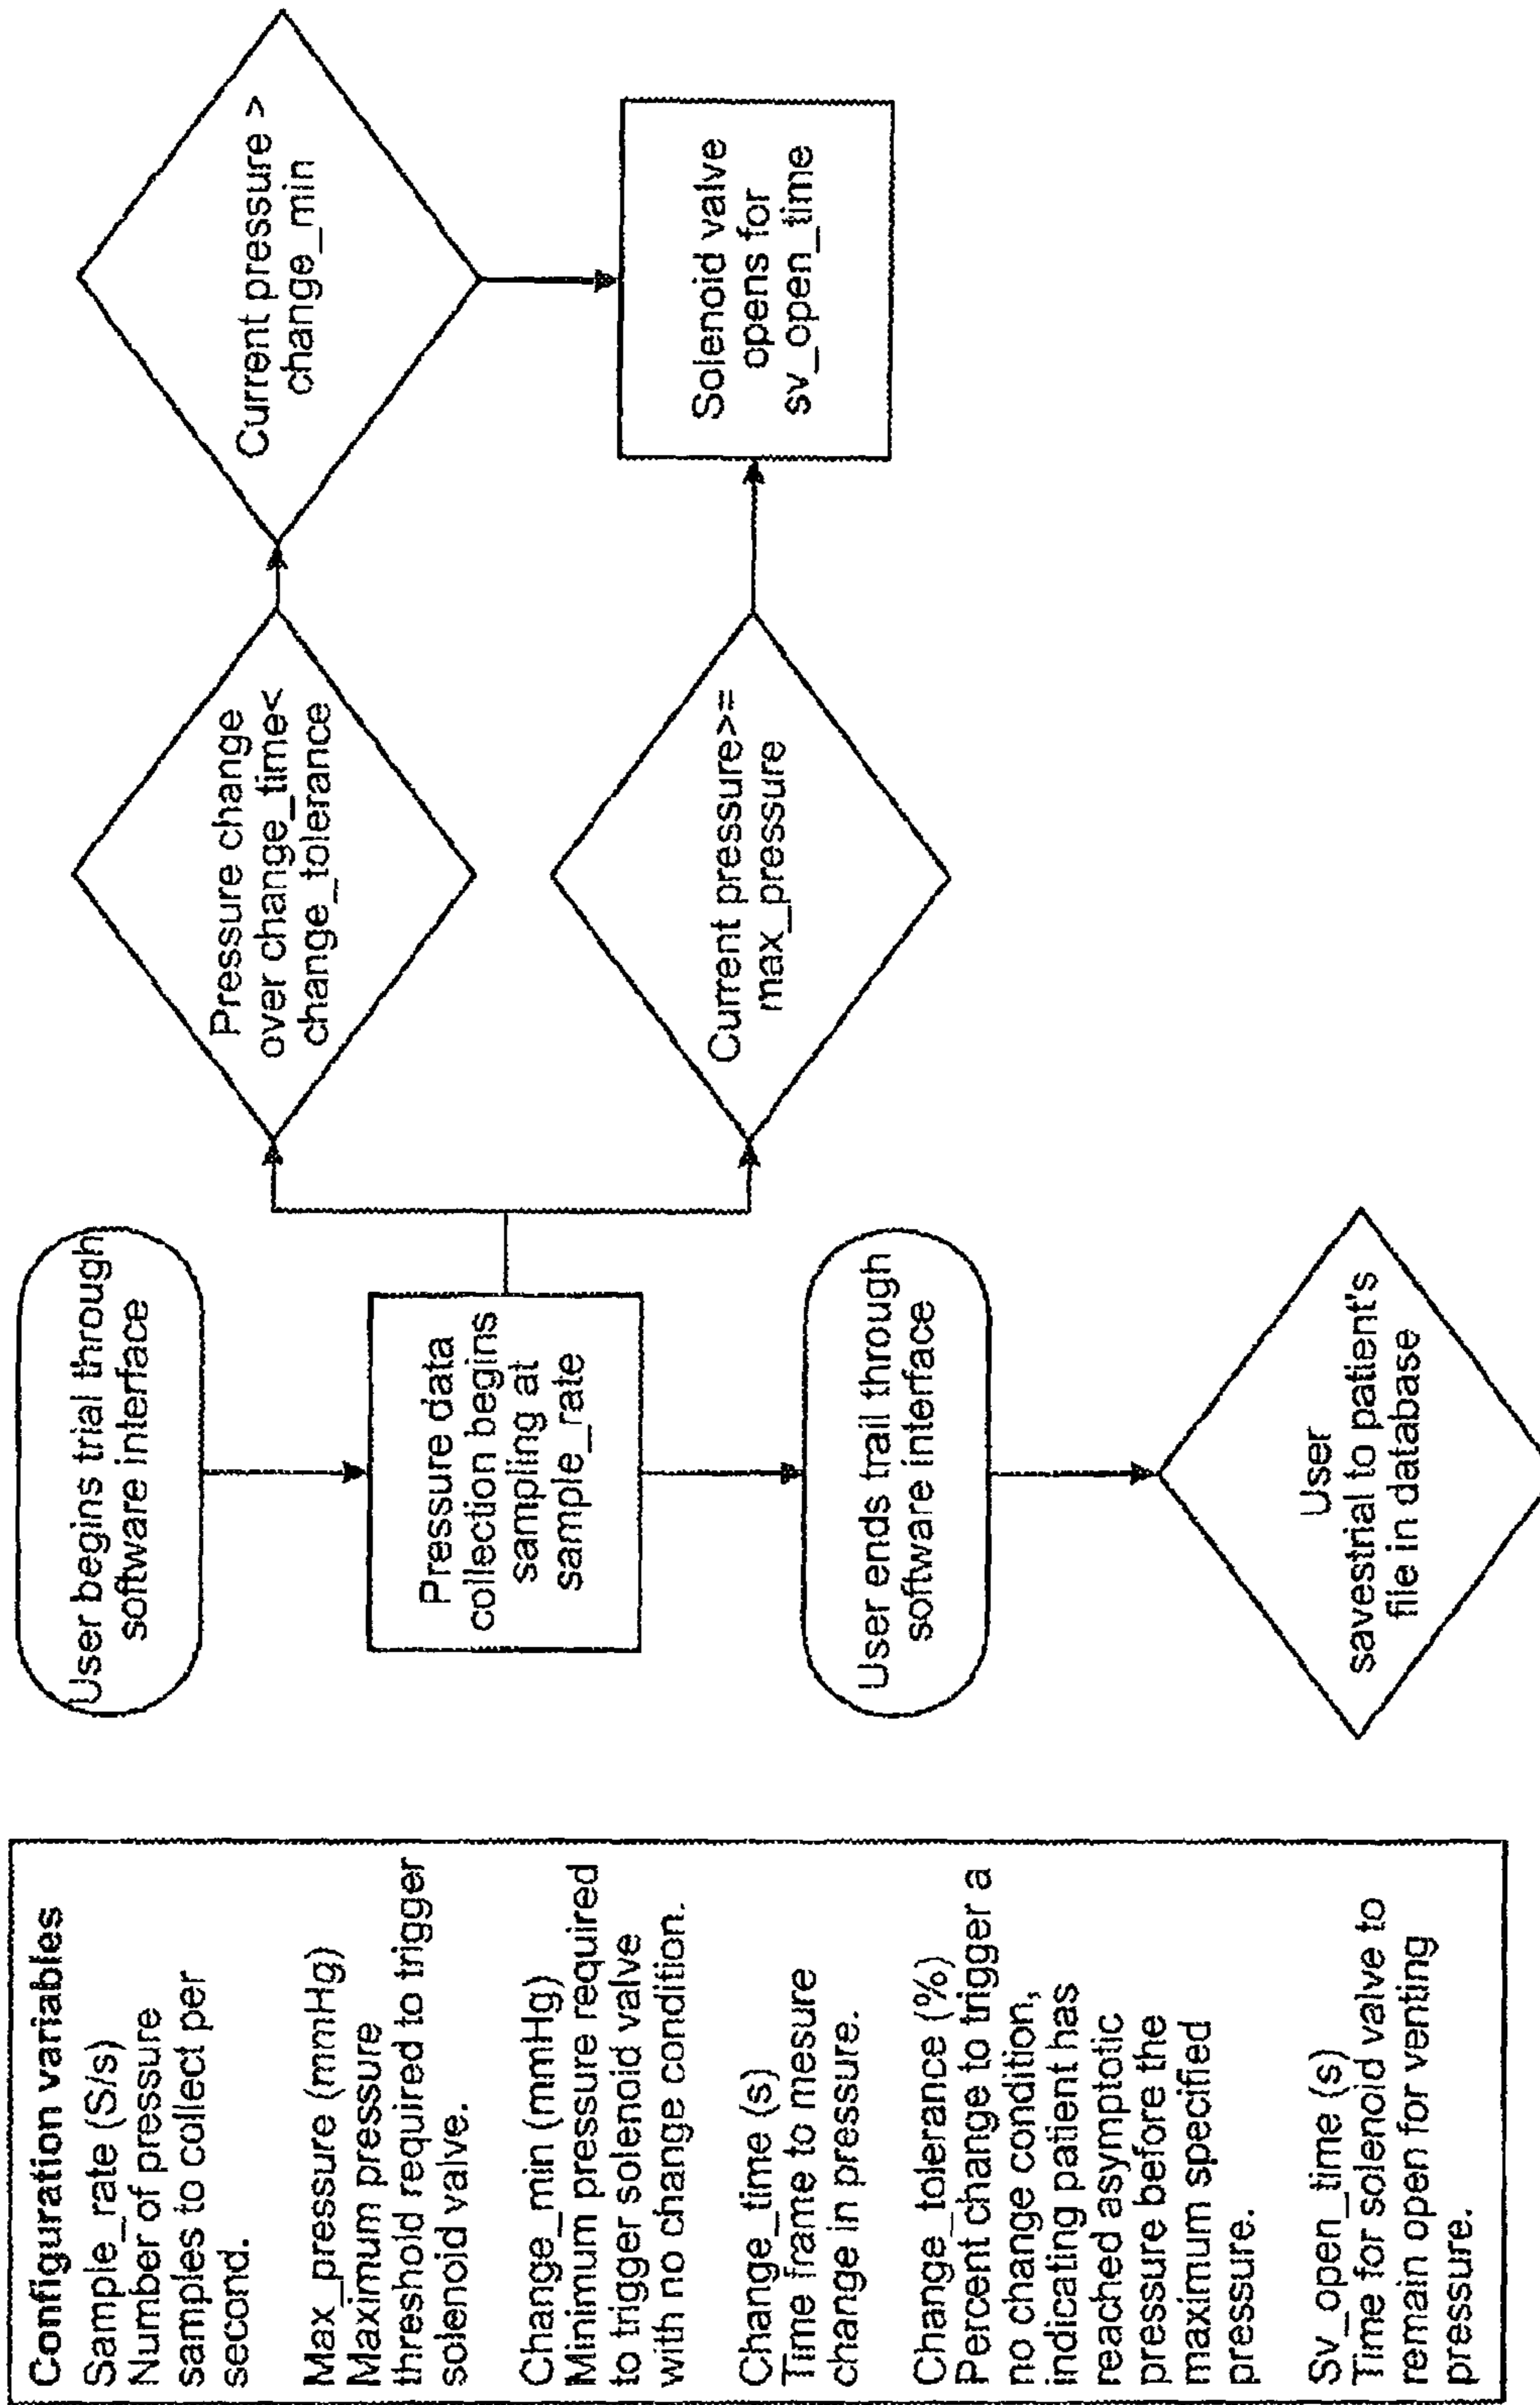 Configuration variables
Sample_rate (S/s)
Number of pressure
samples to collect per
second.
Max_pressure (mmHg)
Maximum pressure
threshold required to trigger
solenoid valve.
Change_min (mmHg)
Minimum pressure required
to trigger solenoid valve
with no change condition.
Change_time (s)
Time frame to mesure
change in pressure.
Change_tolerance (%)
Percent change to trigger a
no change condition,
indicating patient has
reached asymptotic
pressure before the
maximum specified
pressure.
Sv_open_time (s)
Time for solenoid valve to
remain open for venting
pressure.
User begins trial through
software interface
Pressure data
collection begins
sampling at
sample_rate
User ends trail through
software interface
User
savestrial to patient's
file in database
Pressure change
over change_time<
change_tolerance
Current pressure>=
max_pressure
Current pressure >
change_min
Solenoid valve
opens for
sv_open_time